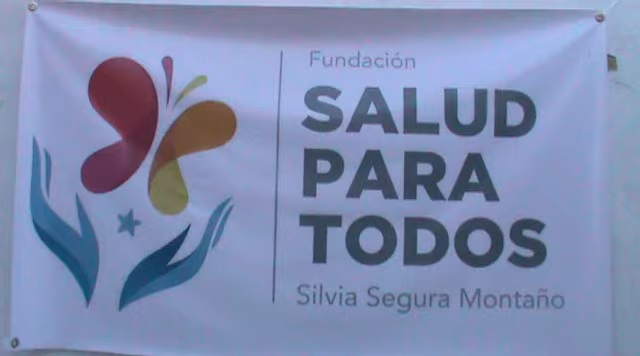 Fundación
SALUD
PARA
TODOS
Silvia Segura Montaño